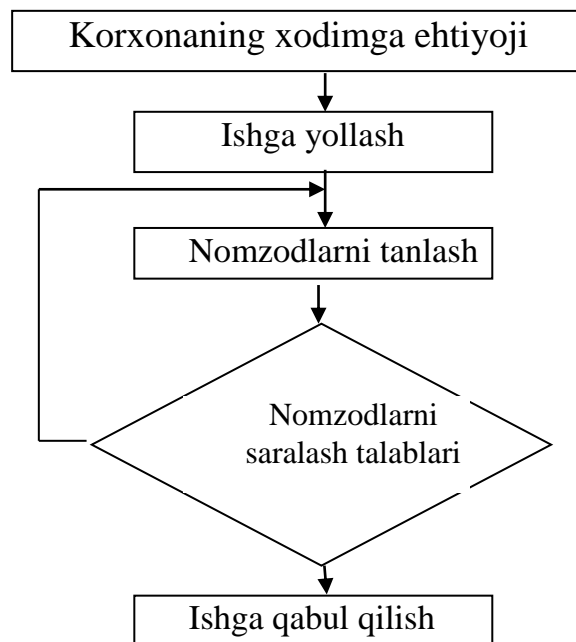 Korxonaning xodimga ehtiyoji
Ishga yollash
Nomzodlarni tanlash
Nomzodlarni
saralash talablari
Ishga qabul qilish